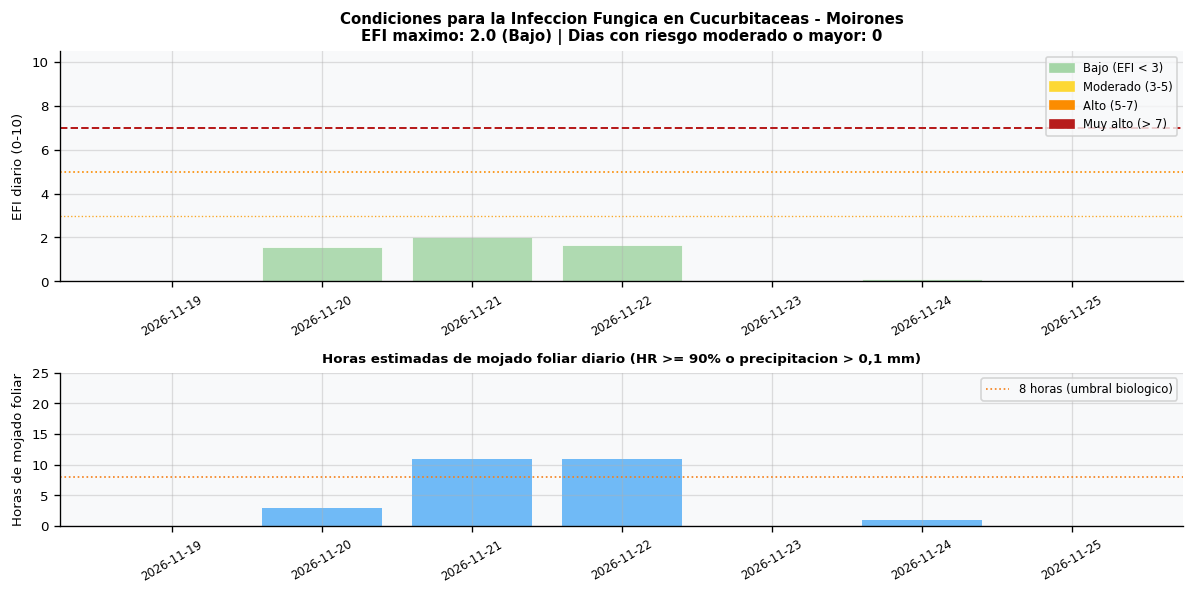 Condiciones para la Infeccion Fungica en Cucurbitaceas - Moirones
EFI maximo: 2.0 (Bajo) | Dias con riesgo moderado o mayor: 0
EFI diario (0-10)
10
8
6
4
2
0
Bajo (EFI < 3)
Moderado (3-5)
Alto (5-7)
Muy alto (> 7)
2026-11-19
2026-11-20
2026-11-21
2026-11-22
2026-11-23
2026-11-24
2026-11-25
Horas estimadas de mojado foliar diario (HR >= 90% o precipitacion > 0,1 mm)
Horas de mojado foliar
25
20
15
10
5
0
8 horas (umbral biologico)
2026-11-19
2026-11-20
2026-11-21
2026-11-22
2026-11-23
2026-11-24
2026-11-25